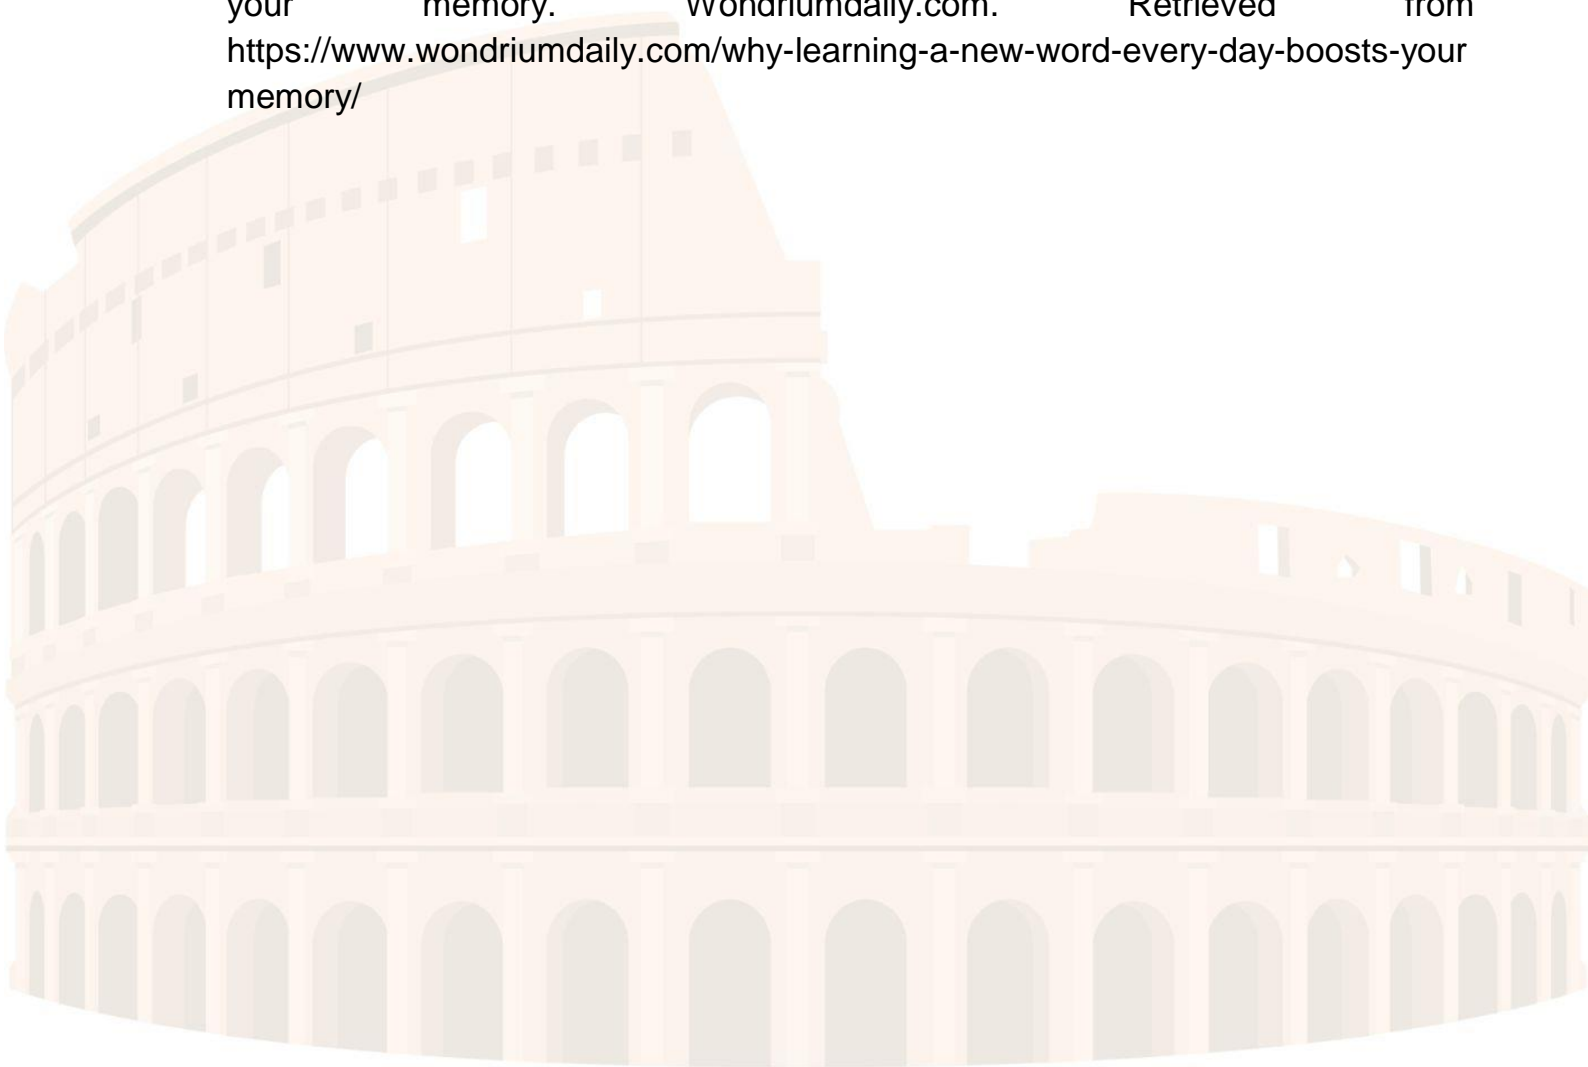 your memory. Wondriumdaily.com. Retrieved from
https://www.wondriumdaily.com/why-learning-a-new-word-every-day-boosts-your
memory/